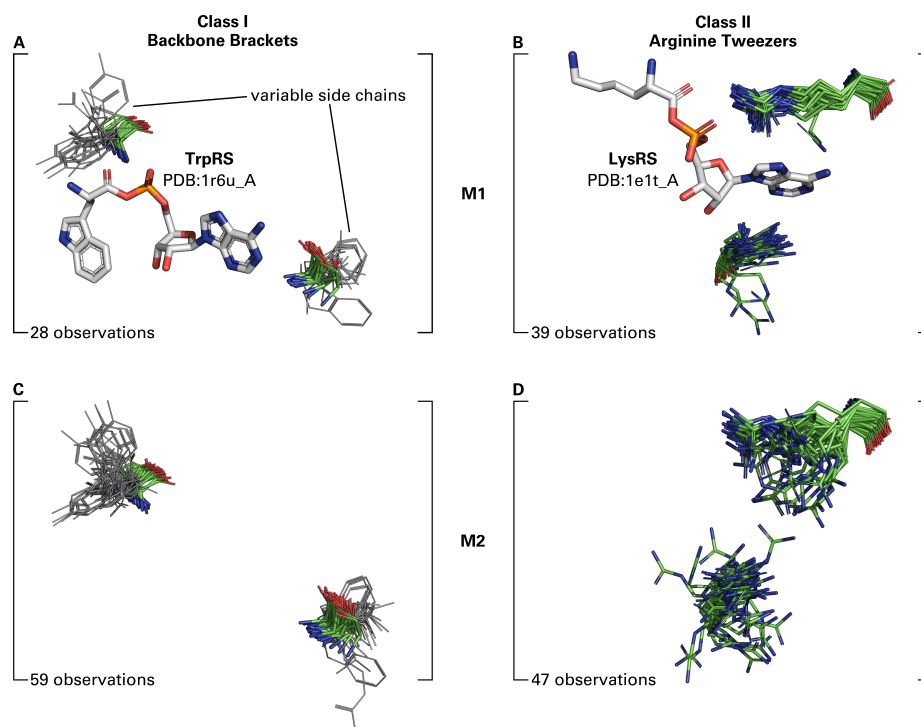 Class I
Backbone Brackets
Class II
Arginine Tweezers
A
B
variable side chains
TrpRS
PDB:1r6u_A
LysRS
PDB:1e1t_A
M1
28 observations
39 observations
C
D
M2
59 observations
47 observations